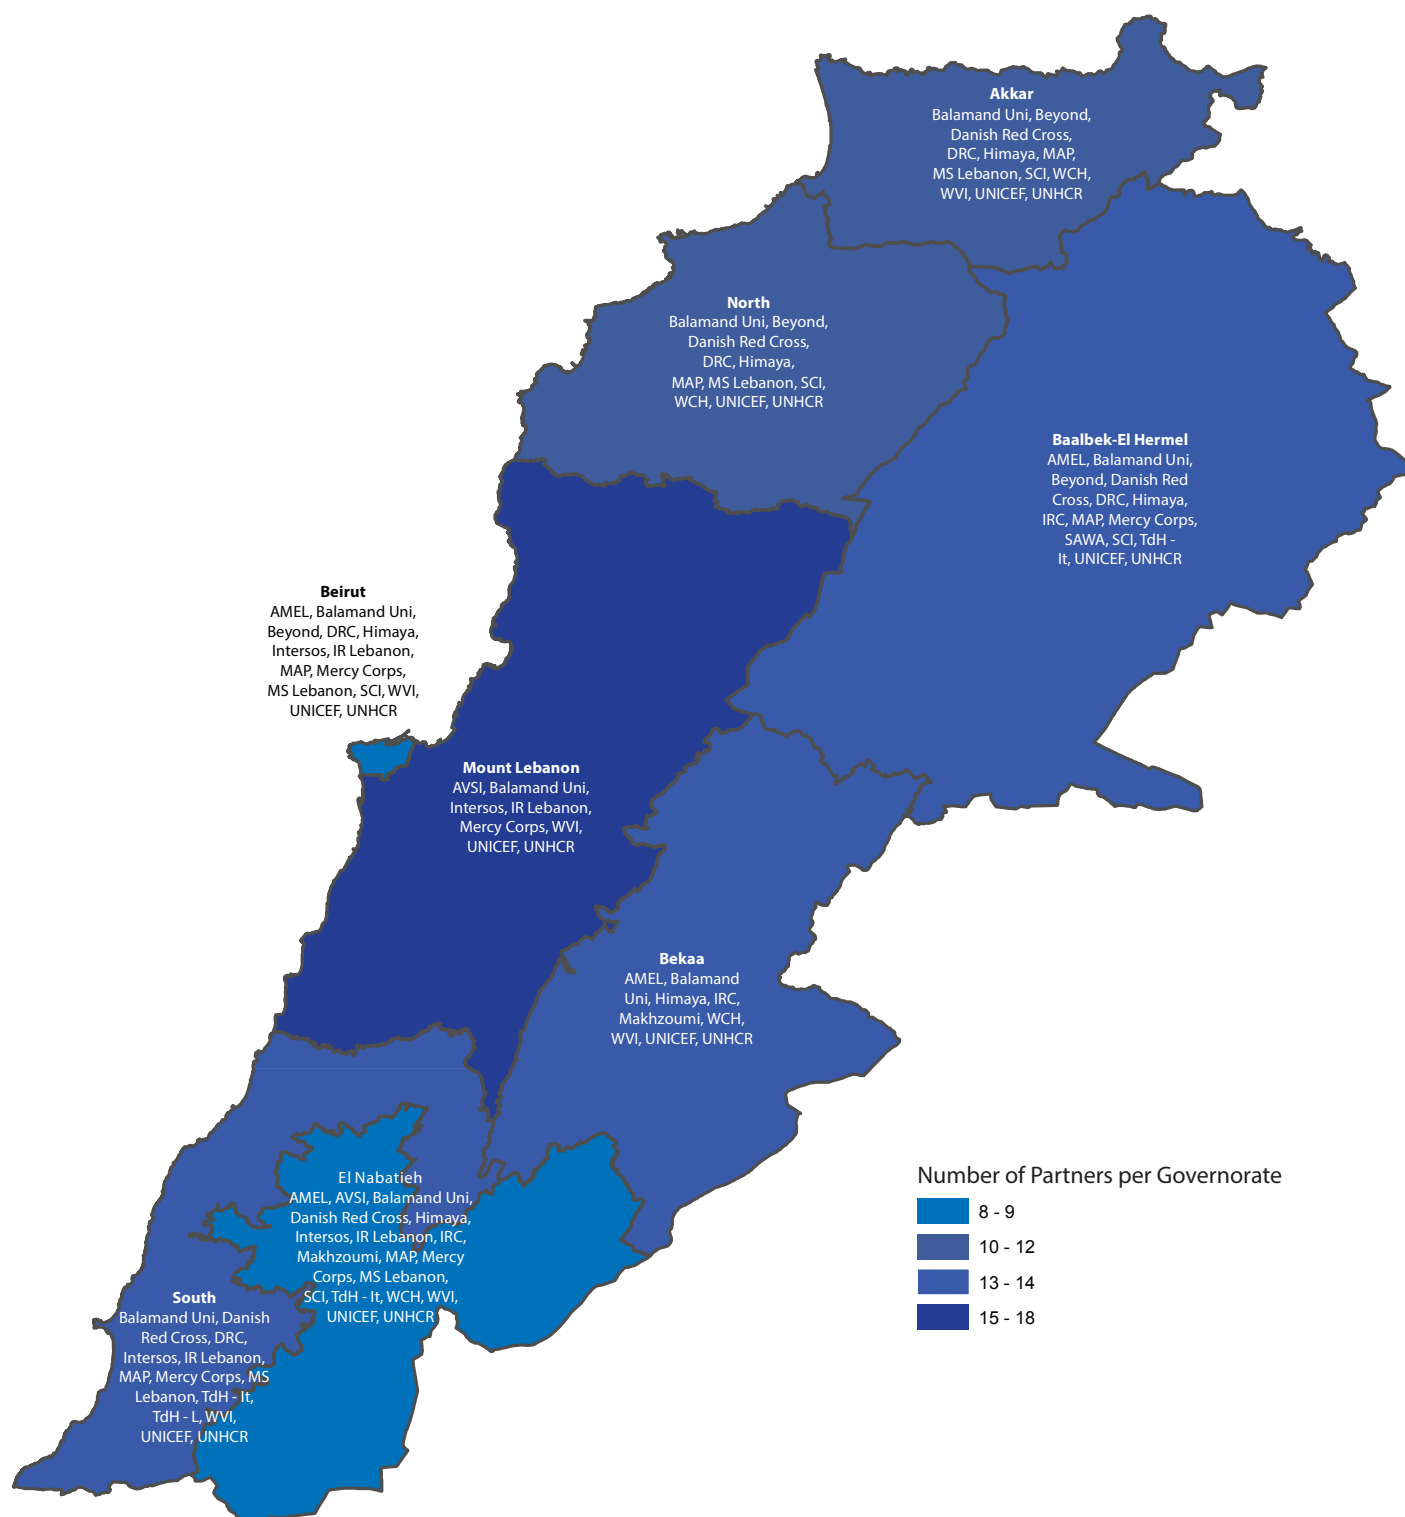 Akkar
Balamand Uni, Beyond,
Danish Red Cross,
DRC, Himaya, MAP,
MS Lebanon, SCI, WCH,
WVI, UNICEF, UNHCR
North
Balamand Uni, Beyond,
Danish Red Cross,
DRC, Himaya,
MAP, MS Lebanon, SCI,
WCH, UNICEF, UNHCR
Baalbek-El Hermel
AMEL, Balamand Uni,
Beyond, Danish Red
Cross, DRC, Himaya,
IRC, MAP, Mercy Corps,
SAWA, SCI, TdH -
It, UNICEF, UNHCR
Beirut
AMEL, Balamand Uni,
Beyond, DRC, Himaya,
Intersos, IR Lebanon,
MAP, Mercy Corps,
MS Lebanon, SCI, WVI,
UNICEF, UNHCR
Mount Lebanon
AVSI, Balamand Uni,
Intersos, IR Lebanon,
Mercy Corps, WVI,
UNICEF, UNHCR
Bekaa
AMEL, Balamand
Uni, Himaya, IRC,
Makhzoumi, WCH,
WVI, UNICEF, UNHCR
El Nabatieh
AMEL, AVSI, Balamand Uni,
Danish Red Cross, Himaya,
Intersos, IR Lebanon, IRC,
Makhzoumi, MAP, Mercy
Corps, MS Lebanon,
SCI, TdH - It, WCH, WVI,
UNICEF, UNHCR
South
Balamand Uni, Danish
Red Cross, DRC,
Intersos, IR Lebanon,
MAP, Mercy Corps, MS
Lebanon, TdH - It,
TdH - L, WVI,
UNICEF, UNHCR
Number of Partners per Governorate
8 - 9
10 - 12
13 - 14
15 - 18